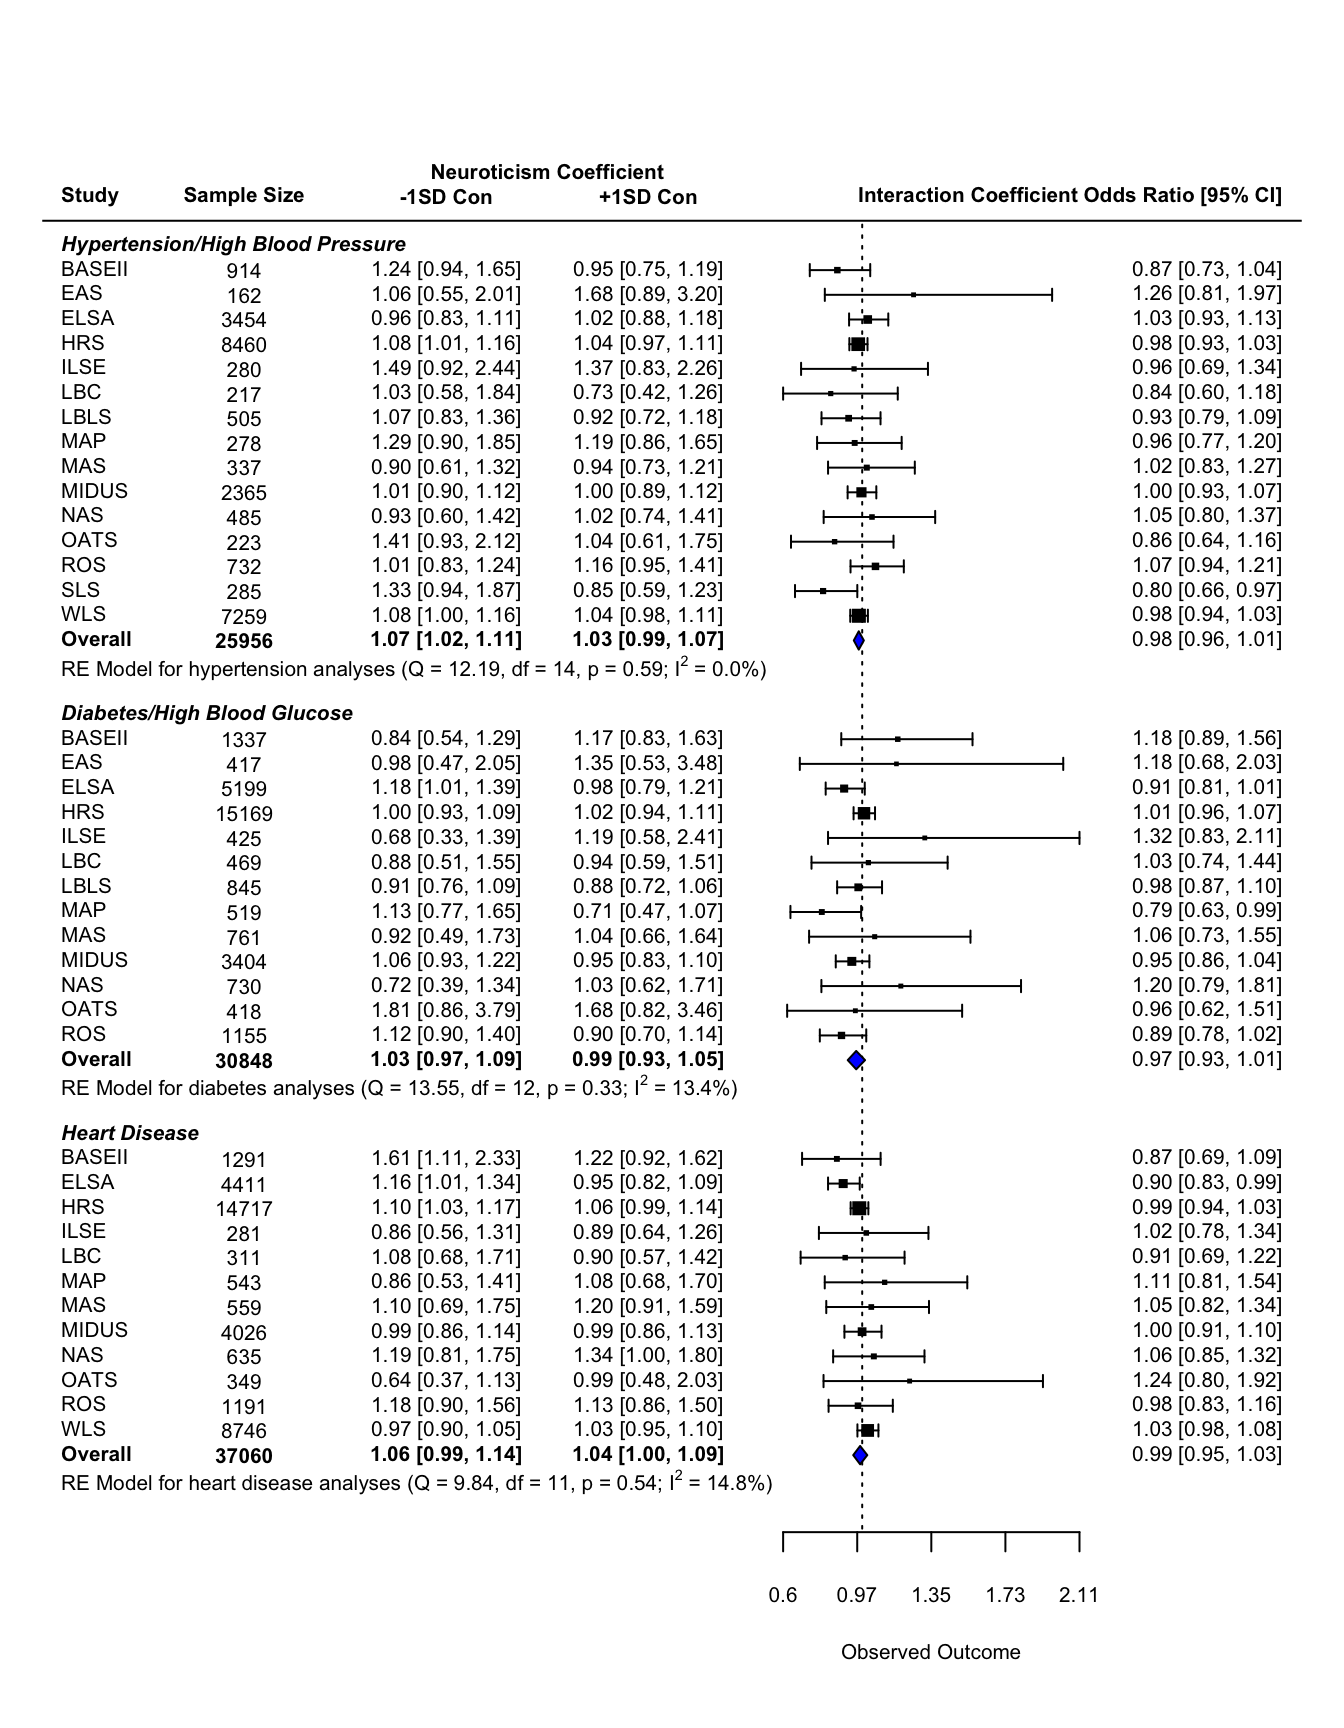 Neuroticism Coefficient
Study Sample Size -1SD Con +1SD Con Interaction Coefficient Odds Ratio [95% CI]
Hypertension/High Blood Pressure
BASEII 914 1.24 [0.94, 1.65] 0.95 [0.75, 1.19] 0.87 [0.73, 1.04]
EAS 162 1.06 [0.55, 2.01] 1.68 [0.89, 3.20] 1.26 [0.81, 1.97]
ELSA 3454 0.96 [0.83, 1.11] 1.02 [0.88, 1.18] 1.03 [0.93, 1.13]
HRS 8460 1.08 [1.01, 1.16] 1.04 [0.97, 1.11] 0.98 [0.93, 1.03]
ILSE 280 1.49 [0.92, 2.44] 1.37 [0.83, 2.26] 0.96 [0.69, 1.34]
LBC 217 1.03 [0.58, 1.84] 0.73 [0.42, 1.26] 0.84 [0.60, 1.18]
LBLS 505 1.07 [0.83, 1.36] 0.92 [0.72, 1.18] 0.93 [0.79, 1.09]
MAP 278 1.29 [0.90, 1.85] 1.19 [0.86, 1.65] 0.96 [0.77, 1.20]
MAS 337 0.90 [0.61, 1.32] 0.94 [0.73, 1.21] 1.02 [0.83, 1.27]
MIDUS 2365 1.01 [0.90, 1.12] 1.00 [0.89, 1.12] 1.00 [0.93, 1.07]
NAS 485 0.93 [0.60, 1.42] 1.02 [0.74, 1.41] 1.05 [0.80, 1.37]
OATS 223 1.41 [0.93, 2.12] 1.04 [0.61, 1.75] 0.86 [0.64, 1.16]
ROS 732 1.01 [0.83, 1.24] 1.16 [0.95, 1.41] 1.07 [0.94, 1.21]
SLS 285 1.33 [0.94, 1.87] 0.85 [0.59, 1.23] 0.80 [0.66, 0.97]
WLS 7259 1.08 [1.00, 1.16] 1.04 [0.98, 1.11] 0.98 [0.94, 1.03]
Overall 25956 1.07 [1.02, 1.11] 1.03 [0.99, 1.07] 0.98 [0.96, 1.01]
RE Model for hypertension analyses (Q = 12.19, df = 14, p = 0.59; I² = 0.0%)
Diabetes/High Blood Glucose
BASEII 1337 0.84 [0.54, 1.29] 1.17 [0.83, 1.63] 1.18 [0.89, 1.56]
EAS 417 0.98 [0.47, 2.05] 1.35 [0.53, 3.48] 1.18 [0.68, 2.03]
ELSA 5199 1.18 [1.01, 1.39] 0.98 [0.79, 1.21] 0.91 [0.81, 1.01]
HRS 15169 1.00 [0.93, 1.09] 1.02 [0.94, 1.11] 1.01 [0.96, 1.07]
ILSE 425 0.68 [0.33, 1.39] 1.19 [0.58, 2.41] 1.32 [0.83, 2.11]
LBC 469 0.88 [0.51, 1.55] 0.94 [0.59, 1.51] 1.03 [0.74, 1.44]
LBLS 845 0.91 [0.76, 1.09] 0.88 [0.72, 1.06] 0.98 [0.87, 1.10]
MAP 519 1.13 [0.77, 1.65] 0.71 [0.47, 1.07] 0.79 [0.63, 0.99]
MAS 761 0.92 [0.49, 1.73] 1.04 [0.66, 1.64] 1.06 [0.73, 1.55]
MIDUS 3404 1.06 [0.93, 1.22] 0.95 [0.83, 1.10] 0.95 [0.86, 1.04]
NAS 730 0.72 [0.39, 1.34] 1.03 [0.62, 1.71] 1.20 [0.79, 1.81]
OATS 418 1.81 [0.86, 3.79] 1.68 [0.82, 3.46] 0.96 [0.62, 1.51]
ROS 1155 1.12 [0.90, 1.40] 0.90 [0.70, 1.14] 0.89 [0.78, 1.02]
Overall 30848 1.03 [0.97, 1.09] 0.99 [0.93, 1.05] 0.97 [0.93, 1.01]
RE Model for diabetes analyses (Q = 13.55, df = 12, p = 0.33; I² = 13.4%)
Heart Disease
BASEII 1291 1.61 [1.11, 2.33] 1.22 [0.92, 1.62] 0.87 [0.69, 1.09]
ELSA 4411 1.16 [1.01, 1.34] 0.95 [0.82, 1.09] 0.90 [0.83, 0.99]
HRS 14717 1.10 [1.03, 1.17] 1.06 [0.99, 1.14] 0.99 [0.94, 1.03]
ILSE 281 0.86 [0.56, 1.31] 0.89 [0.64, 1.26] 1.02 [0.78, 1.34]
LBC 311 1.08 [0.68, 1.71] 0.90 [0.57, 1.42] 0.91 [0.69, 1.22]
MAP 543 0.86 [0.53, 1.41] 1.08 [0.68, 1.70] 1.11 [0.81, 1.54]
MAS 559 1.10 [0.69, 1.75] 1.20 [0.91, 1.59] 1.05 [0.82, 1.34]
MIDUS 4026 0.99 [0.86, 1.14] 0.99 [0.86, 1.13] 1.00 [0.91, 1.10]
NAS 635 1.19 [0.81, 1.75] 1.34 [1.00, 1.80] 1.06 [0.85, 1.32]
OATS 349 0.64 [0.37, 1.13] 0.99 [0.48, 2.03] 1.24 [0.80, 1.92]
ROS 1191 1.18 [0.90, 1.56] 1.13 [0.86, 1.50] 0.98 [0.83, 1.16]
WLS 8746 0.97 [0.90, 1.05] 1.03 [0.95, 1.10] 1.03 [0.98, 1.08]
Overall 37060 1.06 [0.99, 1.14] 1.04 [1.00, 1.09] 0.99 [0.95, 1.03]
RE Model for heart disease analyses (Q = 9.84, df = 11, p = 0.54; I² = 14.8%)
0.6 0.97 1.35 1.73 2.11
Observed Outcome